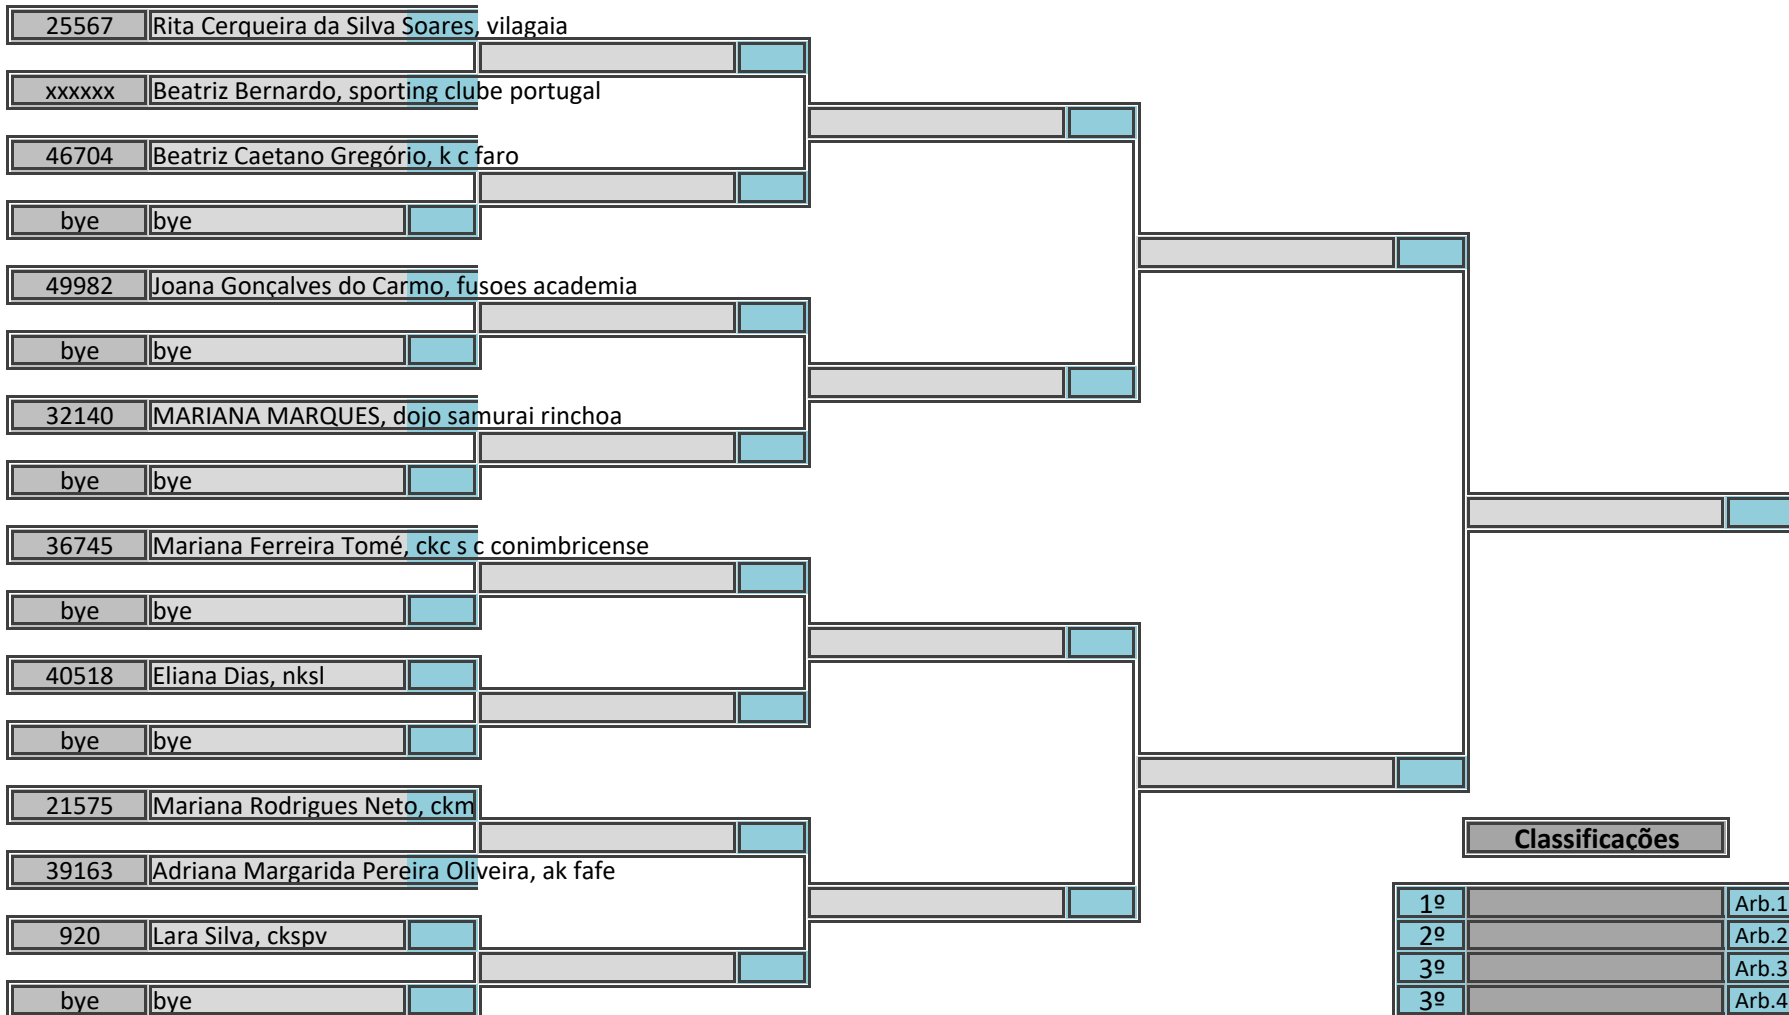 25567 Rita Cerqueira da Silva Soares, vilagaia
xxxxxx Beatriz Bernardo, sporting clube portugal
46704 Beatriz Caetano Gregório, k c faro
bye bye
49982 Joana Gonçalves do Carmo, fusoes academia
bye bye
32140 MARIANA MARQUES, dojo samurai rinchoa
bye bye
36745 Mariana Ferreira Tomé, ckc s c conimbricense
bye bye
40518 Eliana Dias, nksl
bye bye
21575 Mariana Rodrigues Neto, ckm
39163 Adriana Margarida Pereira Oliveira, ak fafe
920 Lara Silva, ckspv
bye bye
Classificações
1º Arb.1
2º Arb.2
3º Arb.3
3º Arb.4